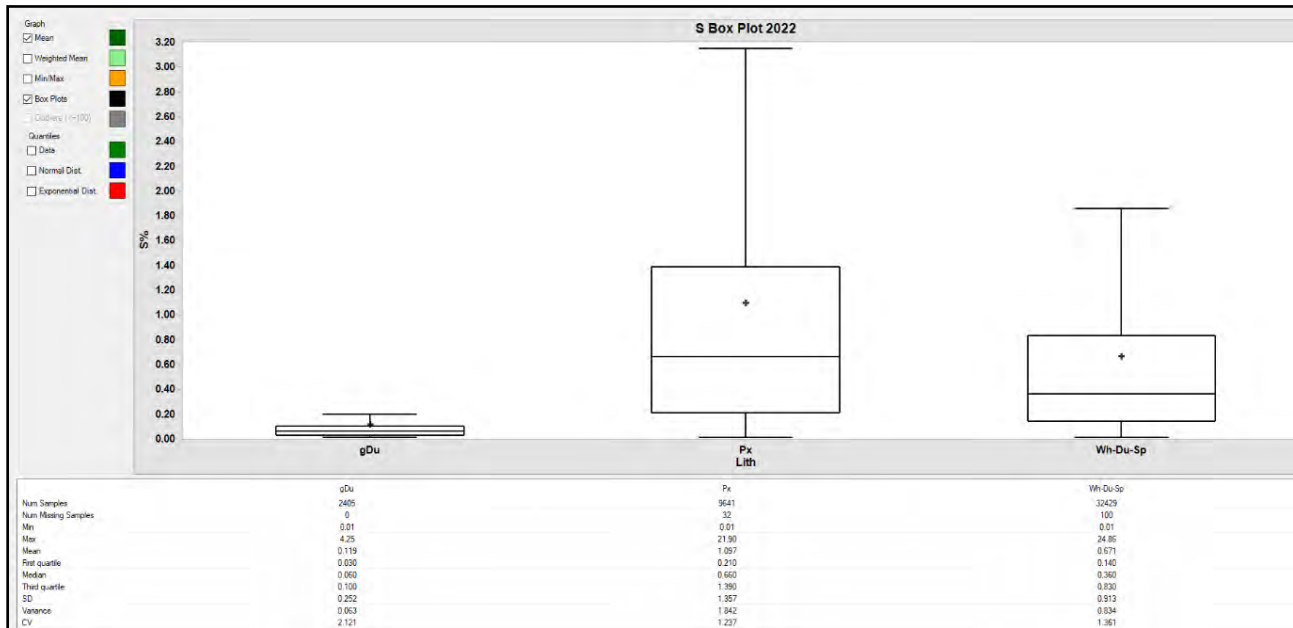 Graph
Mean
Weighted Mean
Min/Max
Box Plots
Outliers (>=100)
Quantiles
Data
Normal Dist.
Exponential Dist.
S Box Plot 2022
S%
3.20
3.00
2.80
2.60
2.40
2.20
2.00
1.80
1.60
1.40
1.20
1.00
0.80
0.60
0.40
0.20
0.00
gDu Px Wh-Du-Sp
Lith
gDu Px Wh-Du-Sp
Num Samples 2405 9641 32429
Num Missing Samples 0 32 100
Min 0.01 0.01 0.01
Max 4.25 21.90 24.86
Mean 0.119 1.097 0.671
First quartile 0.030 0.210 0.140
Median 0.060 0.660 0.360
Third quartile 0.100 1.390 0.830
SD 0.252 1.357 0.913
Variance 0.063 1.842 0.834
CV 2.121 1.237 1.361